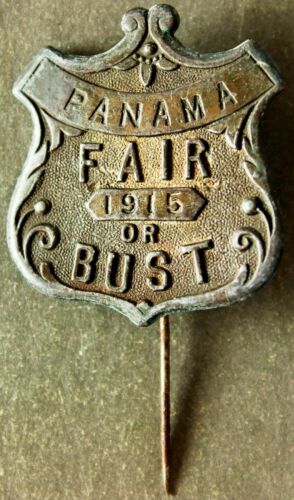 PANAMA
FAIR
1915
OR
BUST